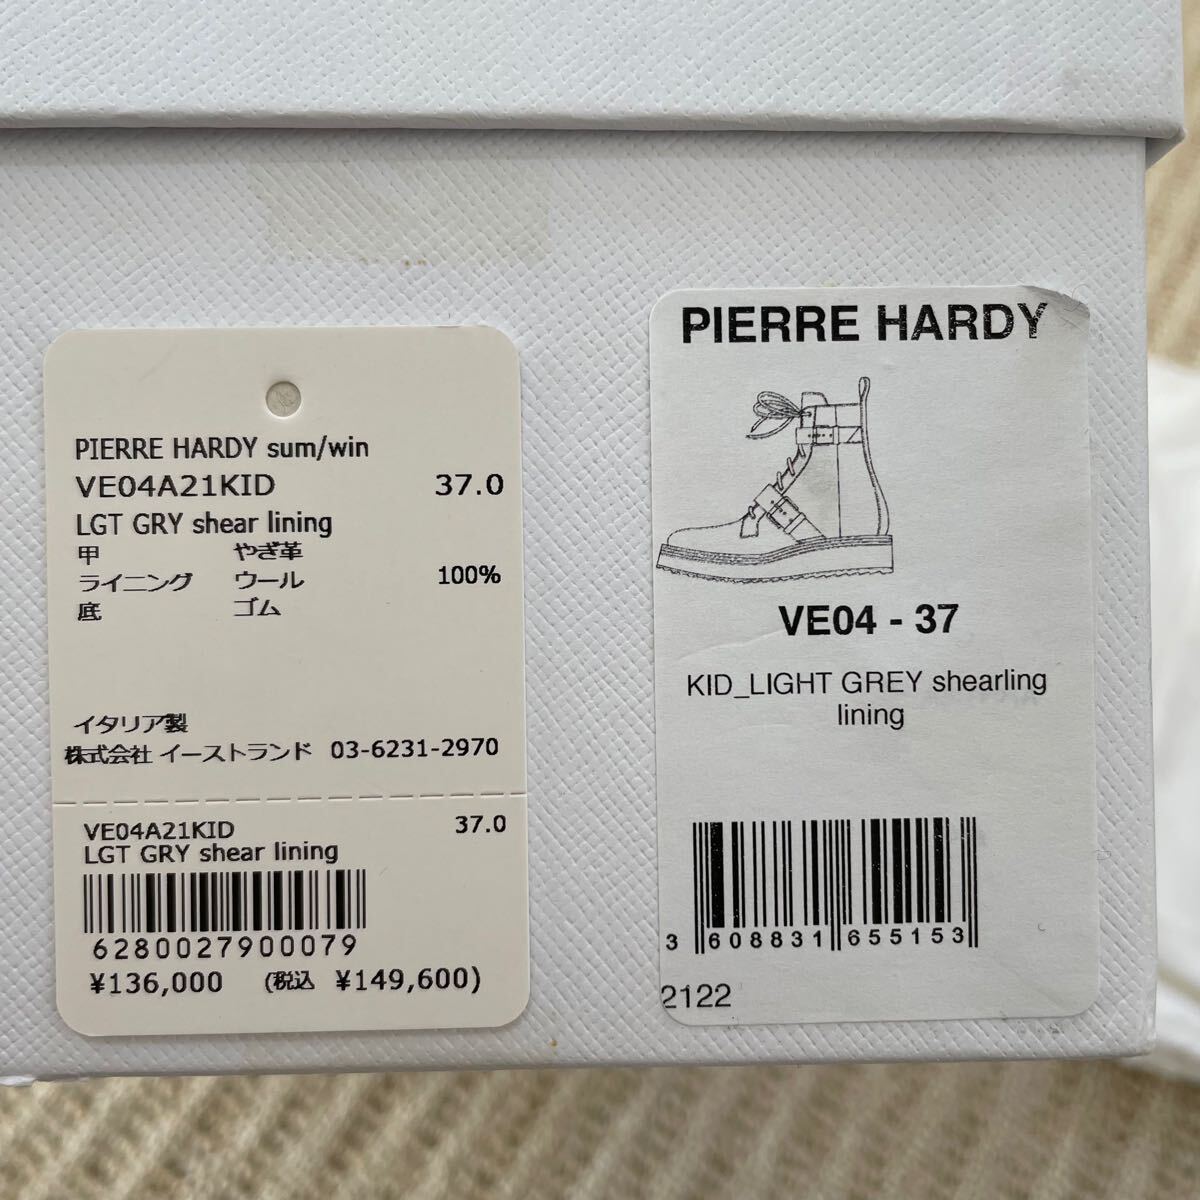 PIERRE HARDY sum/win
VE04A21KID 37.0
LGT GRY shear lining
甲 やぎ革
ライニング ウール 100%
底 ゴム
イタリア製
株式会社 イーストランド 03-6231-2970
VE04A21KID 37.0
LGT GRY shear lining
6280027900079
¥136,000 (税込 ¥149,600)
PIERRE HARDY
VE04 - 37
KID_LIGHT GREY shearling
lining
3 608831 655153
2122